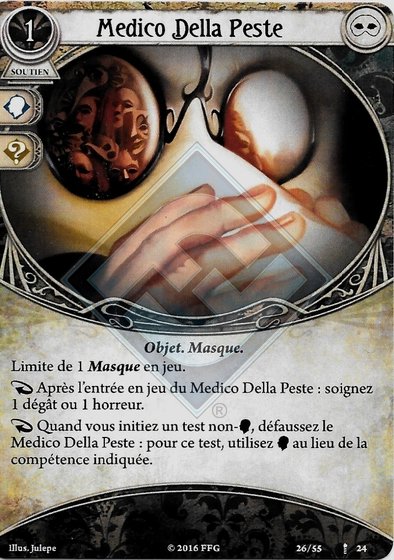 1
Medico Della Peste
SOUTIEN
?
Objet. Masque.
Limite de 1 Masque en jeu.
Après l'entrée en jeu du Medico Della Peste : soignez
1 dégât ou 1 horreur.
®
Quand vous initiez un test non- , défaussez le
Medico Della Peste : pour ce test, utilisez au lieu de la
compétence indiquée.
Illus. Julepe © 2016 FFG 26/55 24